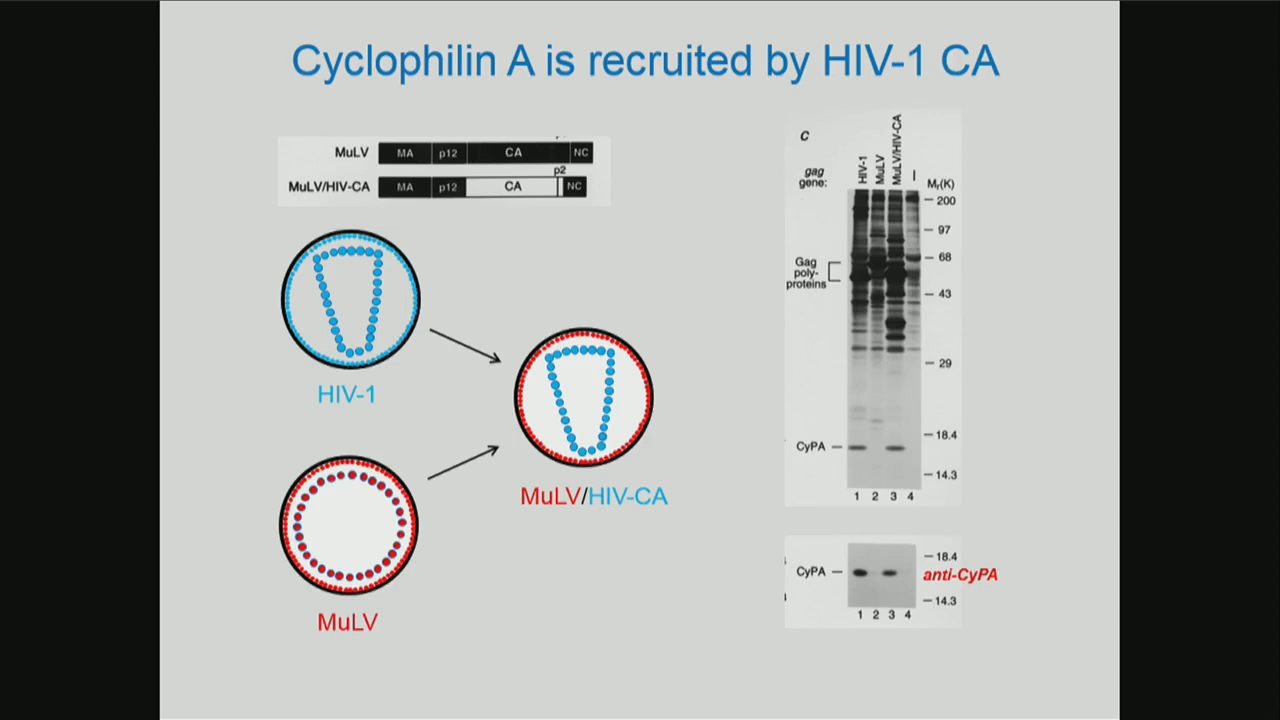 Cyclophilin A is recruited by HIV-1 CA
MuLV
MA p12 CA NC
p2
MuLV/HIV-CA
MA p12 CA NC
HIV-1
MuLV
MuLV/HIV-CA
C
gag
gene:
HIV-1
MuLV
MuLV/HIV-CA
—
Mr(K)
200
97
68
43
29
18.4
14.3
Gag
poly-
proteins
CyPA
1 2 3 4
CyPA
18.4
anti-CyPA
14.3
1 2 3 4